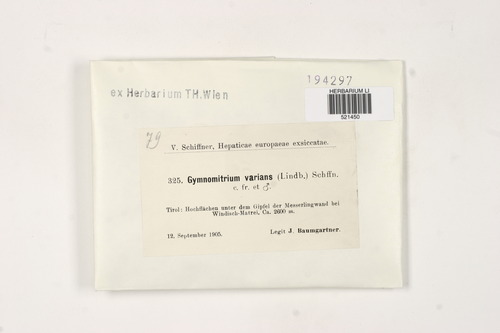 194297
ex Herbarium TH.Wien
HERBARIUM LI
521450
79
V. Schiffner, Hepaticae europaeae exsiccatae.
325. Gymnomitrium varians (Lindb.) Schffn.
c. fr. et ♂.
Tirol: Hochflächen unter dem Gipfel der Messerlingwand bei
Windisch-Matrei, Ca. 2600 m.
12. September 1905. Legit J. Baumgartner.